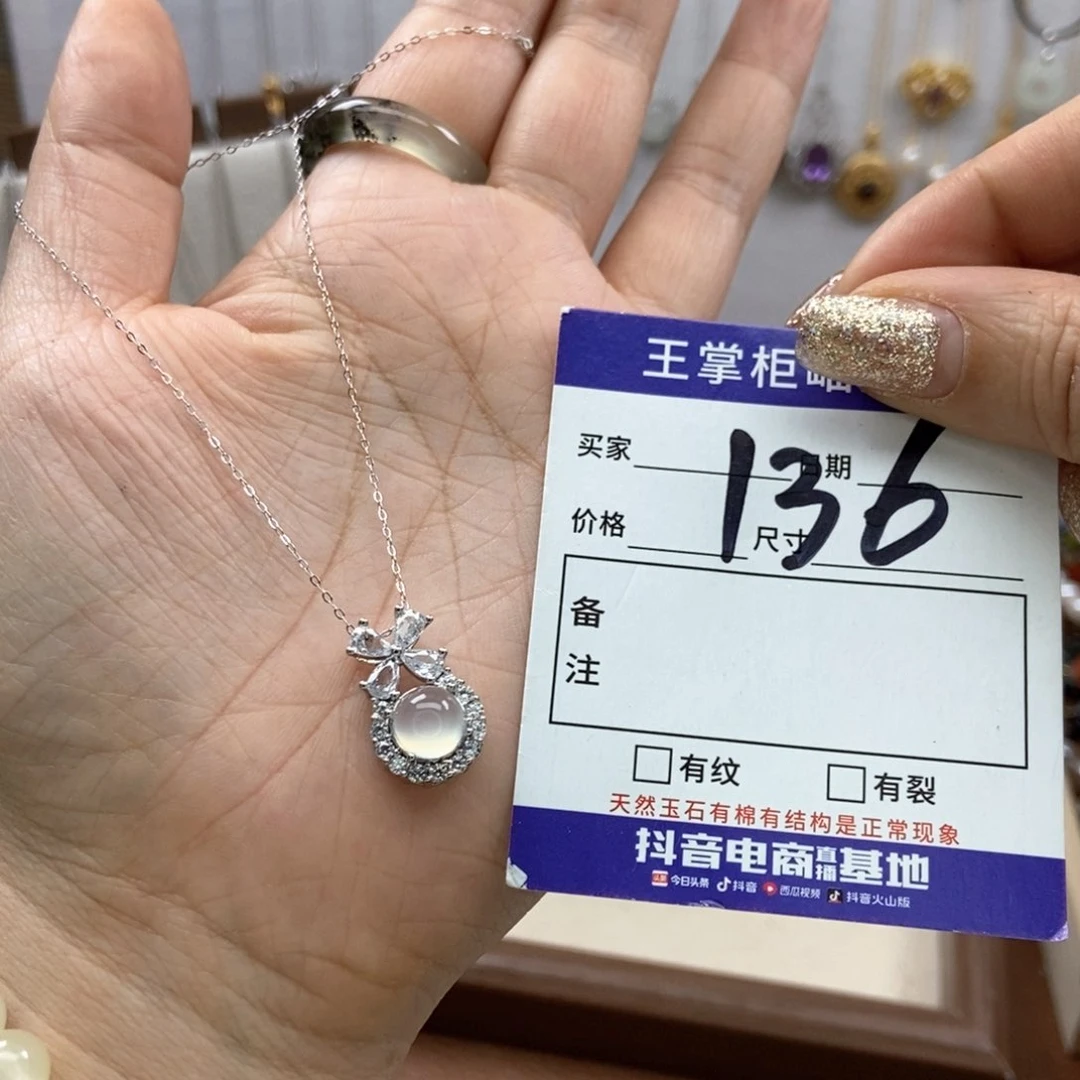 王掌柜
136
买家 日期
价格 尺寸
备
注
有纹 有裂
天然玉石有棉有结构是正常现象
抖音电商直播基地
头条 今日头条 抖音 西瓜视频 抖音火山版